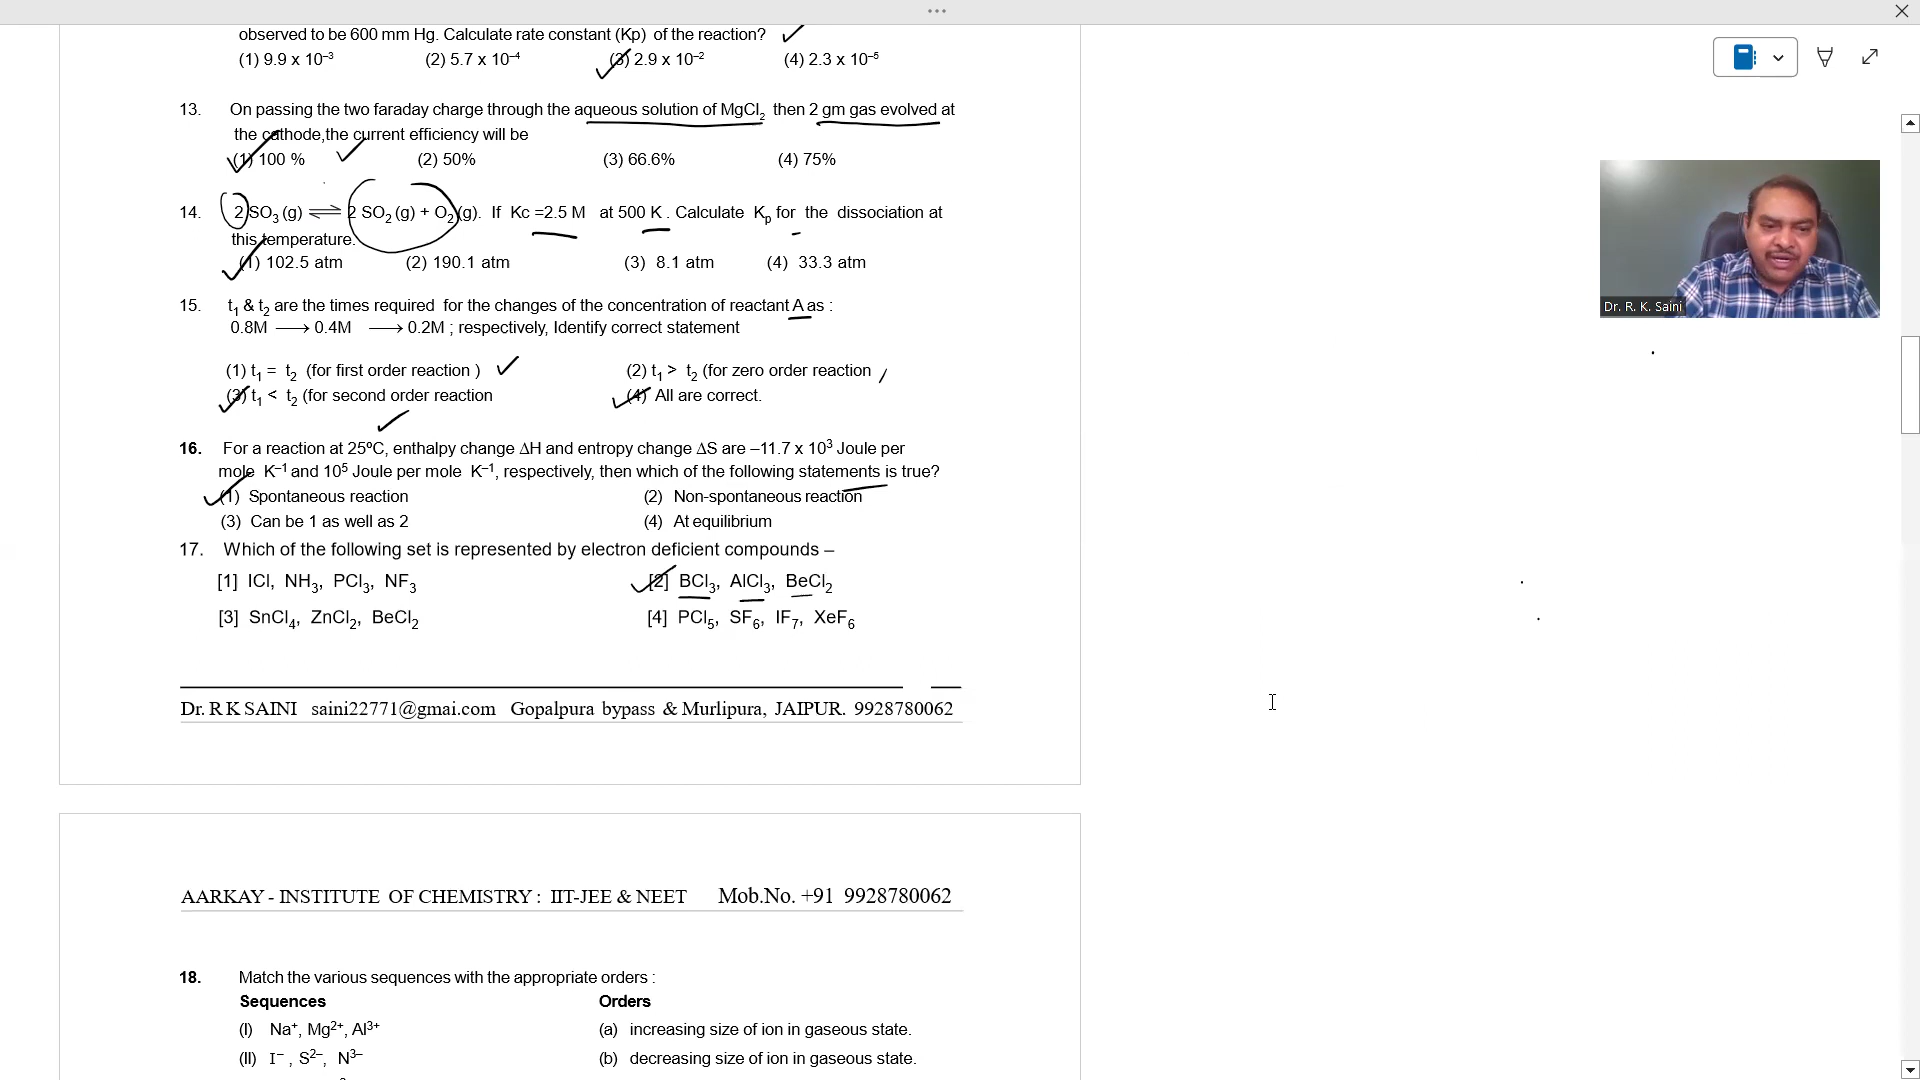 observed to be 600 mm Hg. Calculate rate constant (Kp) of the reaction?
(1) 9.9 x 10⁻³ (2) 5.7 x 10⁻⁴ (3) 2.9 x 10⁻² (4) 2.3 x 10⁻⁵
13. On passing the two faraday charge through the aqueous solution of MgCl₂ then 2 gm gas evolved at
the cathode,the current efficiency will be
(1) 100 % (2) 50% (3) 66.6% (4) 75%
14. 2 SO₃ (g) ⇌ 2 SO₂ (g) + O₂ (g). If Kc =2.5 M at 500 K . Calculate Kₚ for the dissociation at
this temperature.
(1) 102.5 atm (2) 190.1 atm (3) 8.1 atm (4) 33.3 atm
Dr. R. K. Saini
15. t₁ & t₂ are the times required for the changes of the concentration of reactant A as :
0.8M ⟶ 0.4M ⟶ 0.2M ; respectively, Identify correct statement
(1) t₁ = t₂ (for first order reaction ) (2) t₁ > t₂ (for zero order reaction
(3) t₁ < t₂ (for second order reaction (4) All are correct.
16. For a reaction at 25ºC, enthalpy change ∆H and entropy change ∆S are –11.7 x 10³ Joule per
mole K⁻¹ and 10⁵ Joule per mole K⁻¹, respectively, then which of the following statements is true?
(1) Spontaneous reaction (2) Non-spontaneous reaction
(3) Can be 1 as well as 2 (4) At equilibrium
17. Which of the following set is represented by electron deficient compounds –
[1] ICl, NH₃, PCl₃, NF₃ [2] BCl₃, AlCl₃, BeCl₂
[3] SnCl₄, ZnCl₂, BeCl₂ [4] PCl₅, SF₆, IF₇, XeF₆
Dr. R K SAINI saini22771@gmai.com Gopalpura bypass & Murlipura, JAIPUR. 9928780062
AARKAY - INSTITUTE OF CHEMISTRY : IIT-JEE & NEET Mob.No. +91 9928780062
18. Match the various sequences with the appropriate orders :
Sequences Orders
(I) Na⁺, Mg²⁺, Al³⁺ (a) increasing size of ion in gaseous state.
(II) I⁻ , S²⁻, N³⁻ (b) decreasing size of ion in gaseous state.